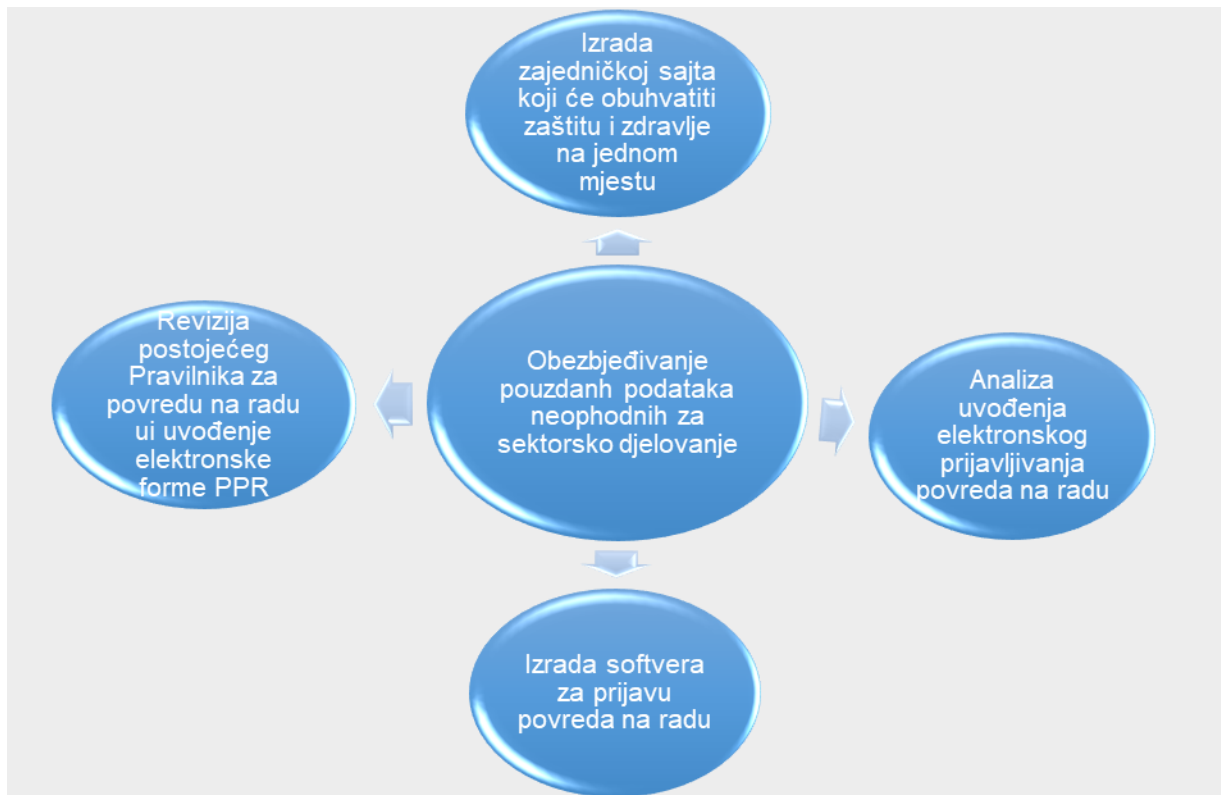 Izrada
zajedničkoj sajta
koji će obuhvatiti
zaštitu i zdravlje
na jednom
mjestu
Revizija
postojećeg
Pravilnika za
povredu na radu
ui uvođenje
elektronske
forme PPR
Obezbjeđivanje
pouzdanh podataka
neophodnih za
sektorsko djelovanje
Analiza
uvođenja
elektronskog
prijavljivanja
povreda na radu
Izrada softvera
za prijavu
povreda na radu